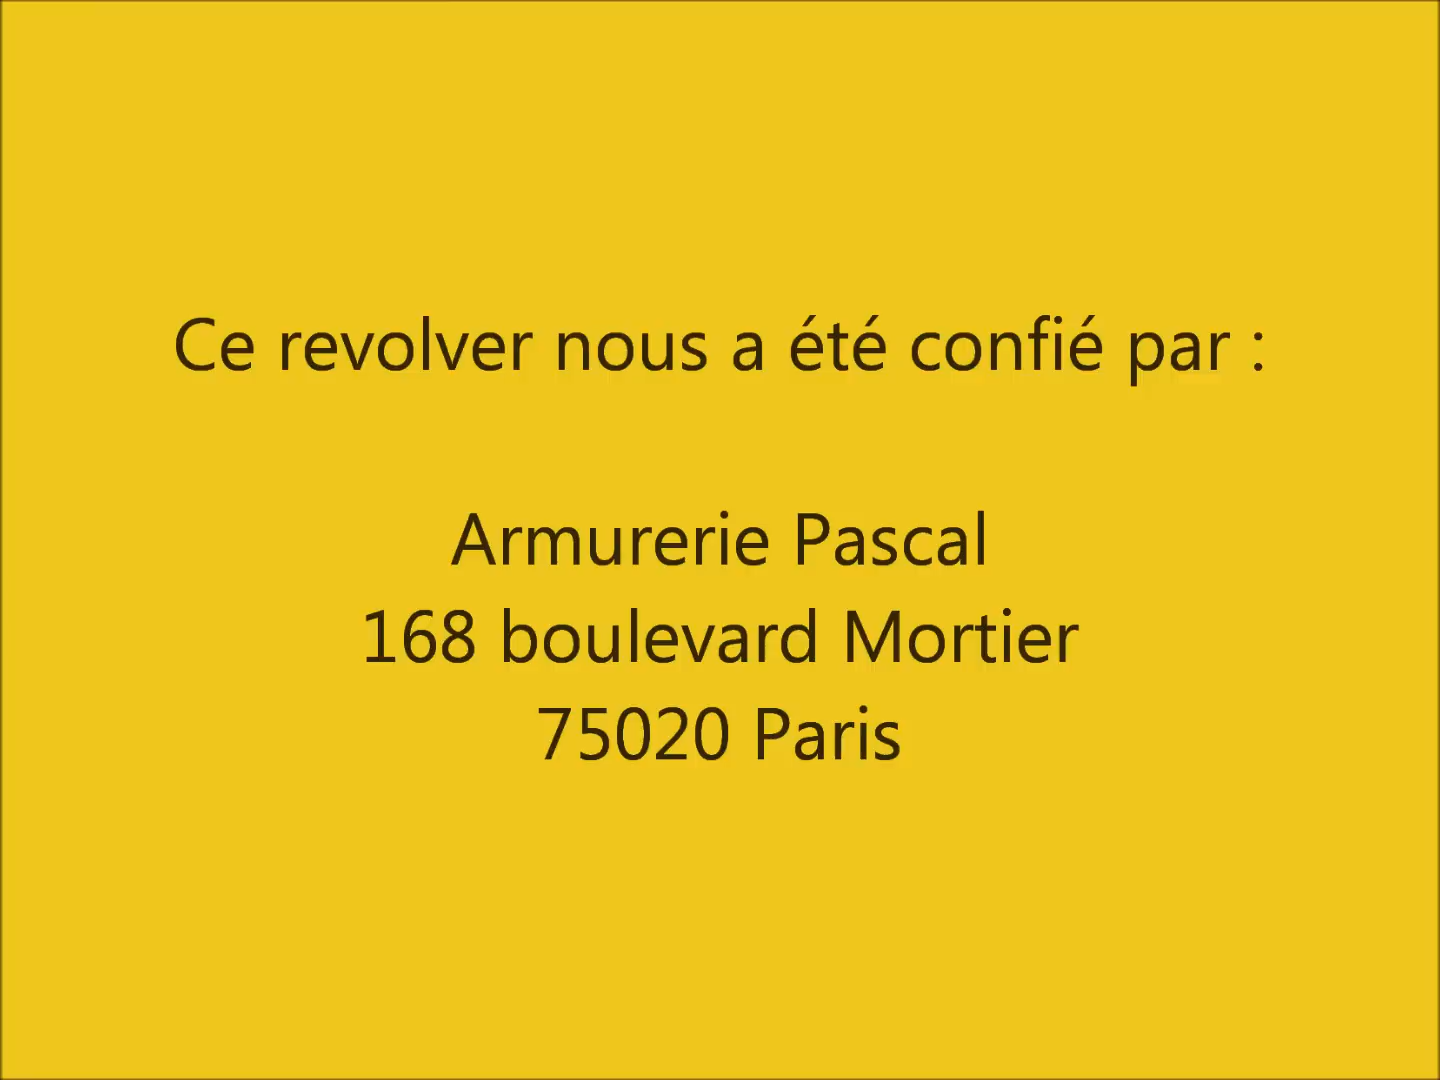 Ce revolver nous a été confié par :
Armurerie Pascal
168 boulevard Mortier
75020 Paris